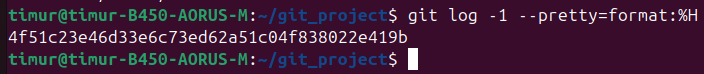 timur@timur-B450-AORUS-M:~/git_project$ git log -1 --pretty=format:%H
4f51c23e46d33e6c73ed62a51c04f838022e419b
timur@timur-B450-AORUS-M:~/git_project$